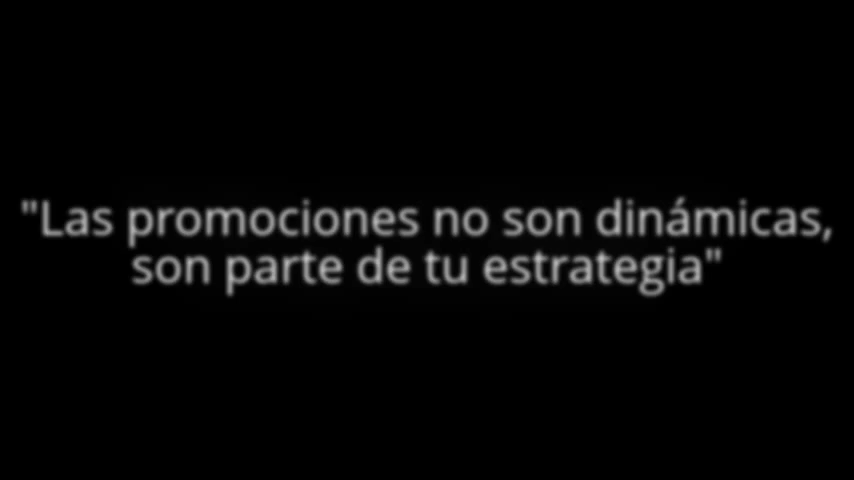 "Las promociones no son dinámicas,
son parte de tu estrategia"